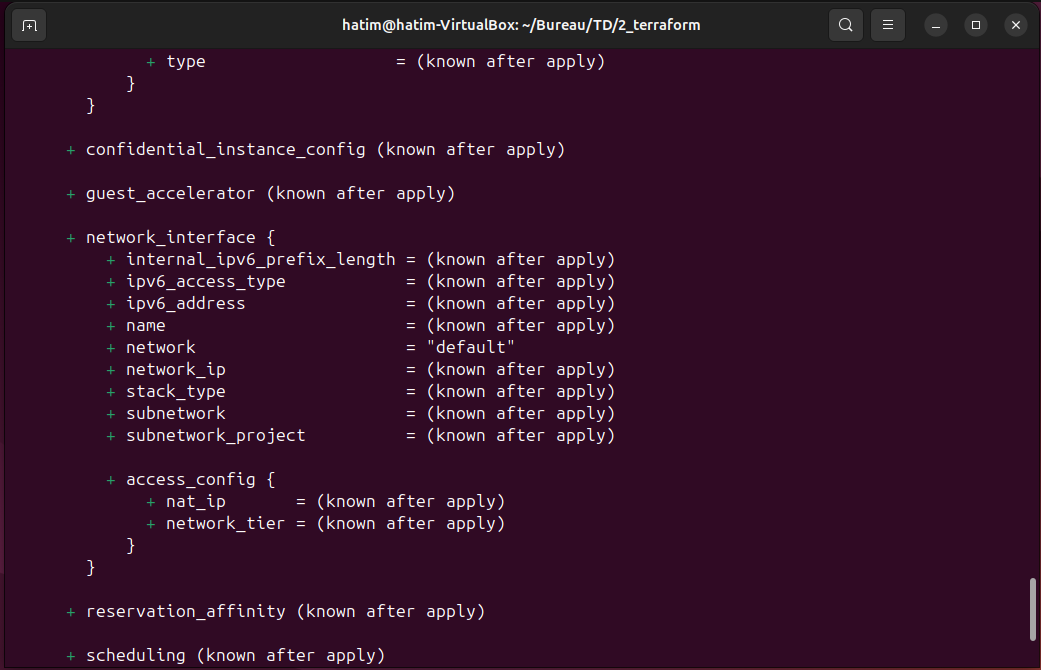 hatim@hatim-VirtualBox: ~/Bureau/TD/2_terraform
+ type = (known after apply)
}
}
+ confidential_instance_config (known after apply)
+ guest_accelerator (known after apply)
+ network_interface {
+ internal_ipv6_prefix_length = (known after apply)
+ ipv6_access_type = (known after apply)
+ ipv6_address = (known after apply)
+ name = (known after apply)
+ network = "default"
+ network_ip = (known after apply)
+ stack_type = (known after apply)
+ subnetwork = (known after apply)
+ subnetwork_project = (known after apply)
+ access_config {
+ nat_ip = (known after apply)
+ network_tier = (known after apply)
}
}
+ reservation_affinity (known after apply)
+ scheduling (known after apply)